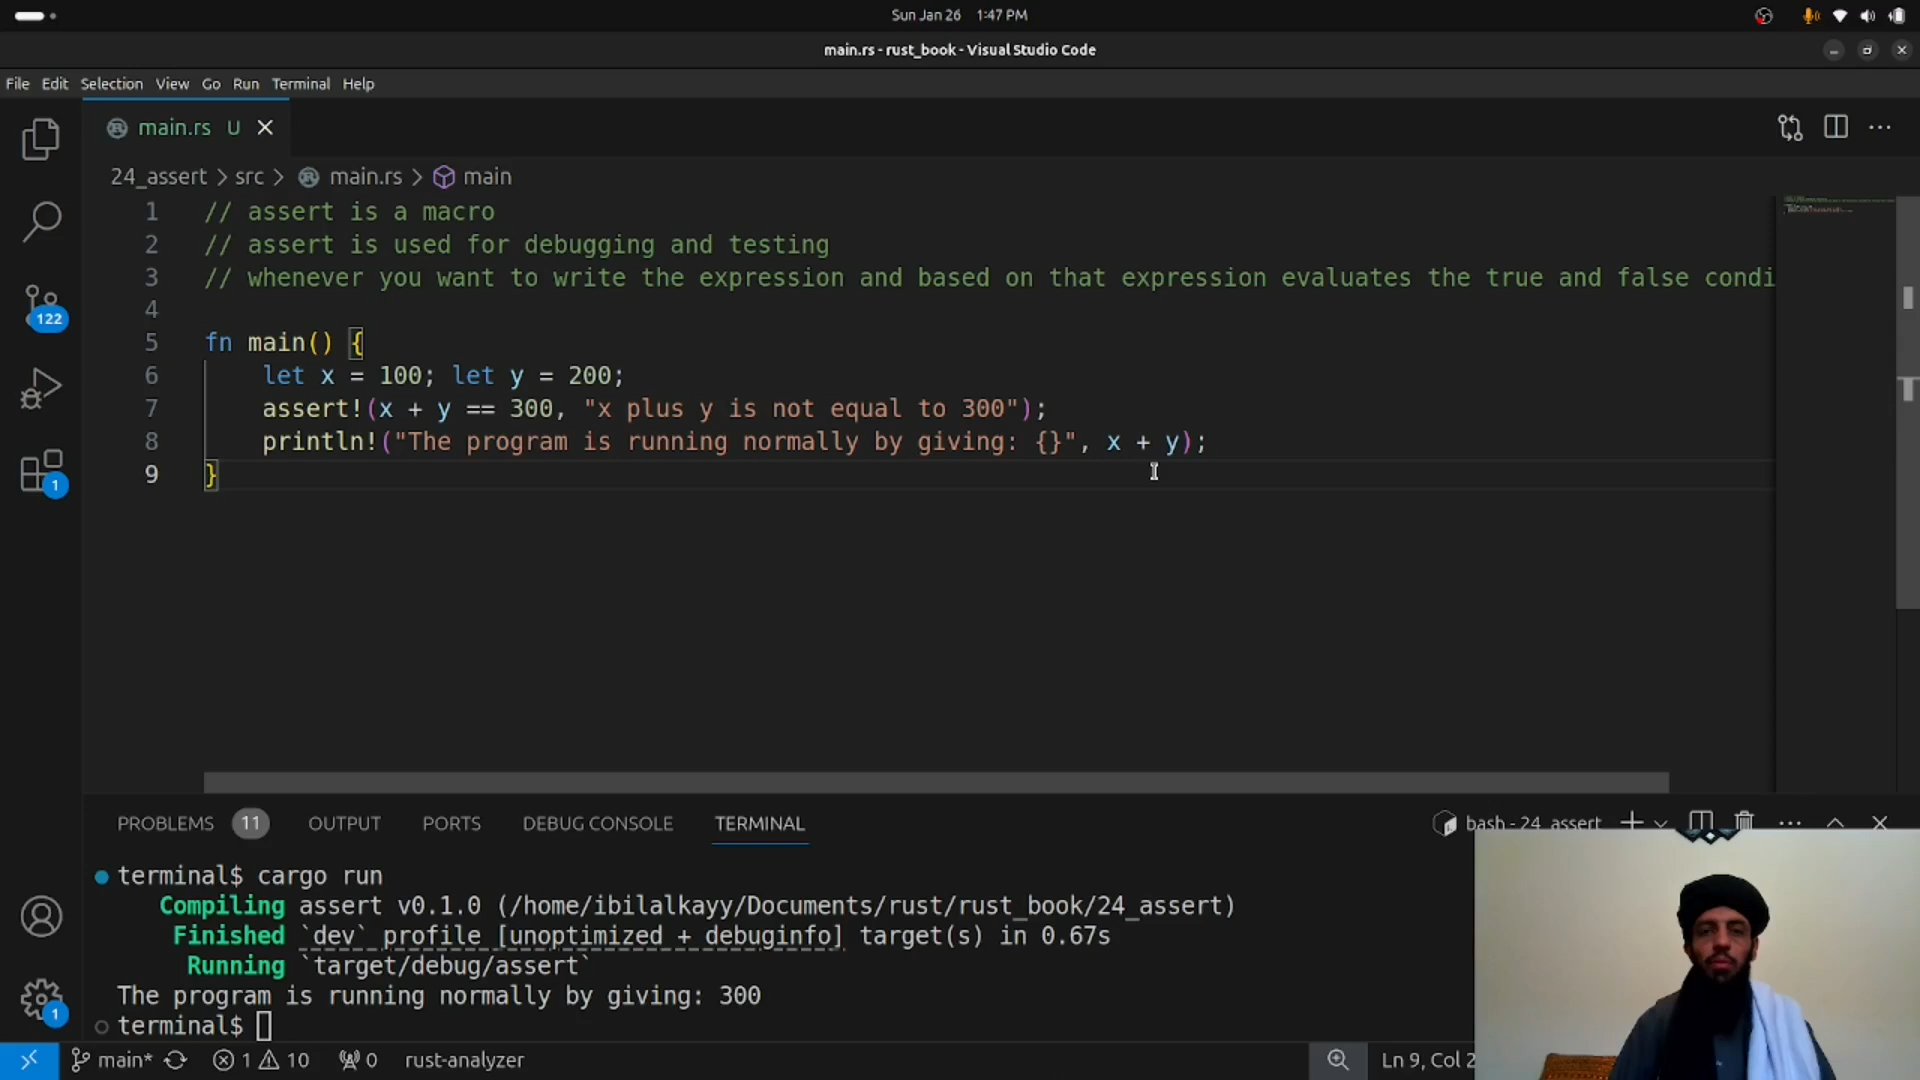 Sun Jan 26 1:47 PM
main.rs - rust_book - Visual Studio Code
File Edit Selection View Go Run Terminal Help
main.rs U
24_assert > src > main.rs > main
1 // assert is a macro
2 // assert is used for debugging and testing
3 // whenever you want to write the expression and based on that expression evaluates the true and false condi
4
5 fn main() {
6 let x = 100; let y = 200;
7 assert!(x + y == 300, "x plus y is not equal to 300");
8 println!("The program is running normally by giving: {}", x + y);
9 }
122
1
PROBLEMS 11 OUTPUT PORTS DEBUG CONSOLE TERMINAL
bash - 24_assert
terminal$ cargo run
Compiling assert v0.1.0 (/home/ibilalkayy/Documents/rust/rust_book/24_assert)
Finished `dev` profile [unoptimized + debuginfo] target(s) in 0.67s
Running `target/debug/assert`
The program is running normally by giving: 300
terminal$
1
main* 1 10 0 rust-analyzer
Ln 9, Col 2